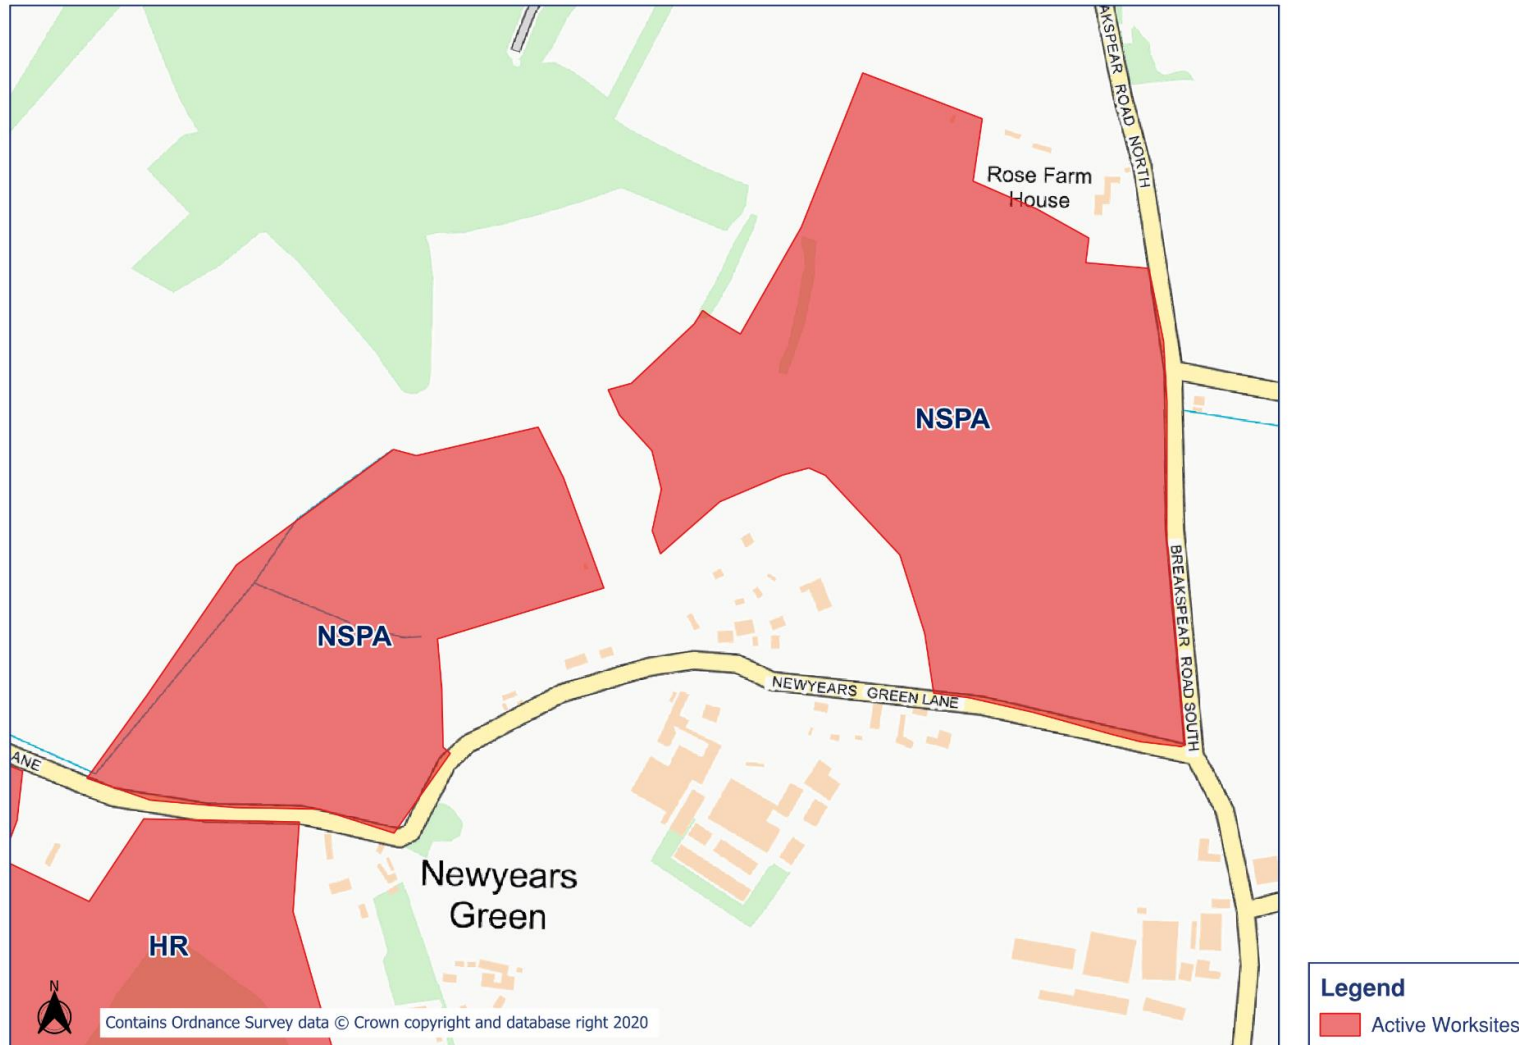 AKSPEAR ROAD NORTH
Rose Farm
House
NSPA
NSPA
BREAKSPEAR ROAD SOUTH
NEWYEARS GREEN LANE
ANE
Newyears
Green
HR
N
Contains Ordnance Survey data © Crown copyright and database right 2020
Legend
Active Worksites